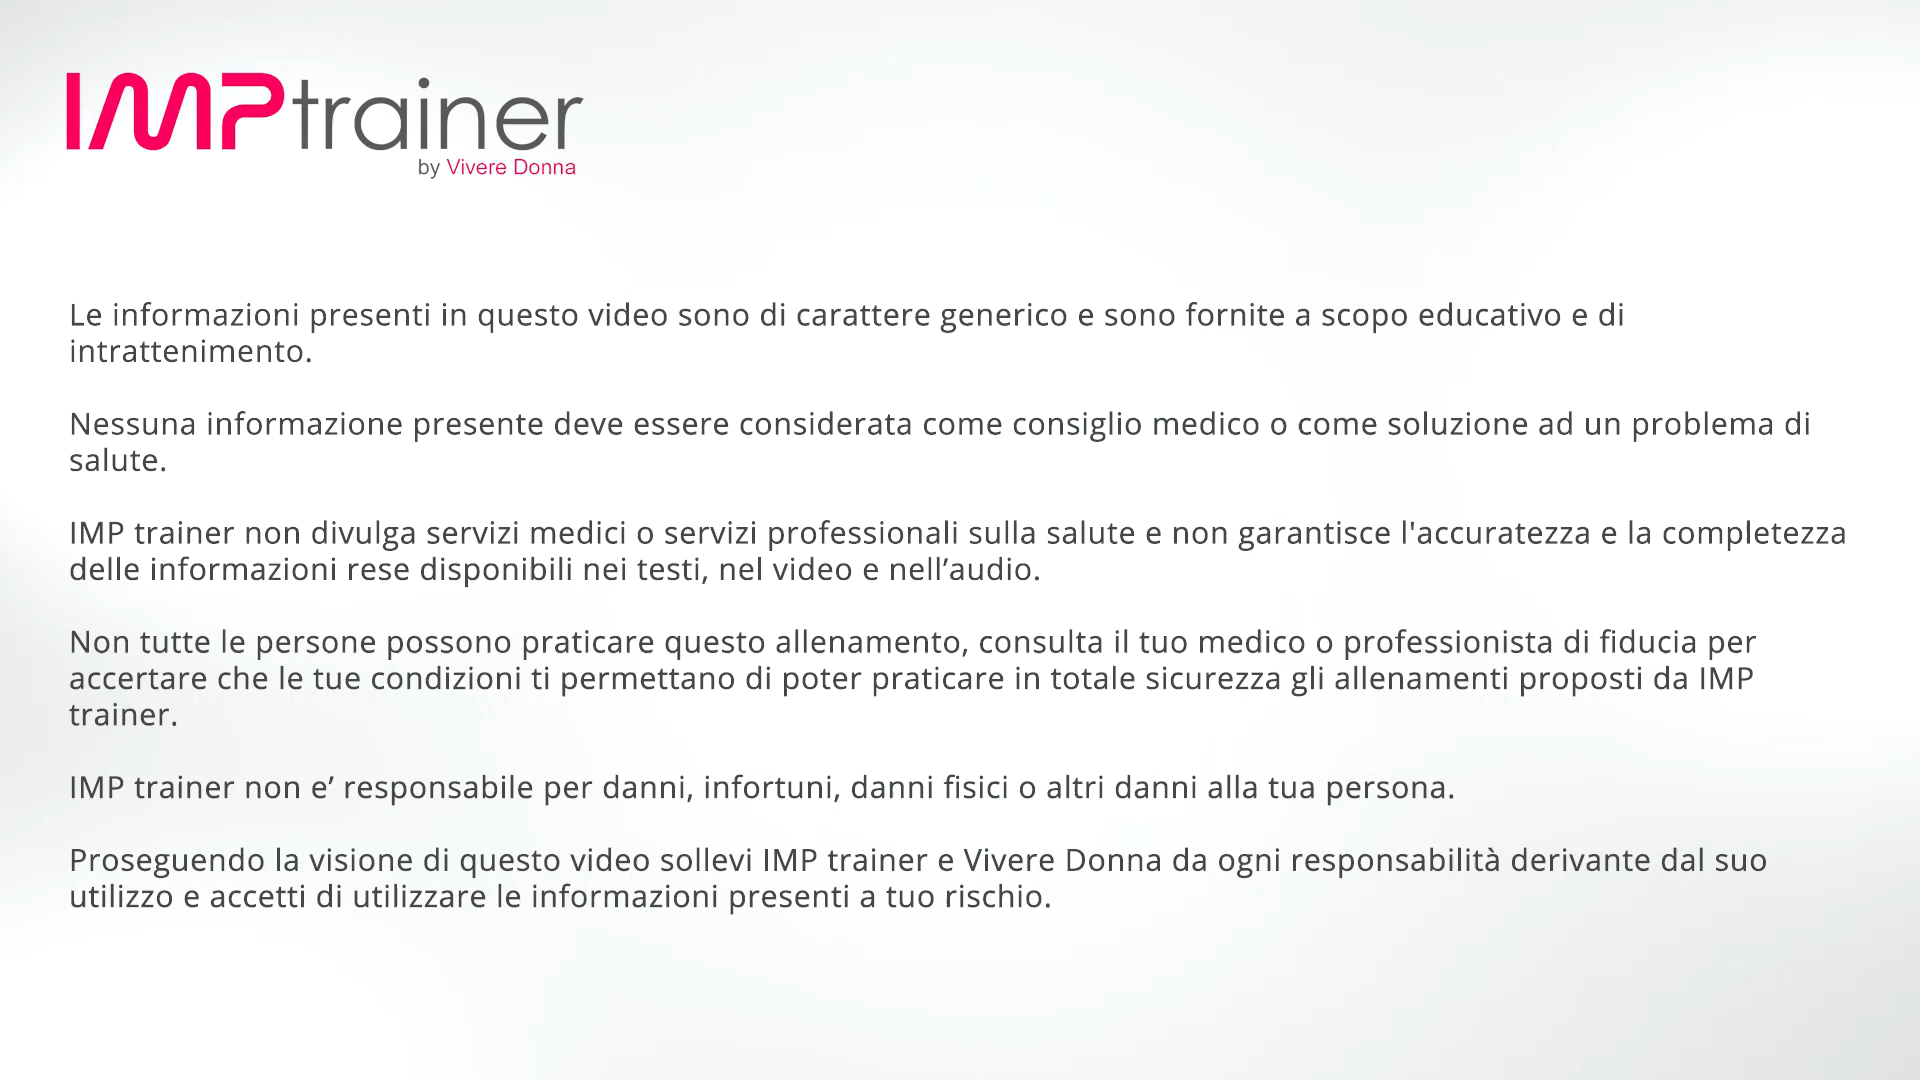 IMP trainer
by Vivere Donna
Le informazioni presenti in questo video sono di carattere generico e sono fornite a scopo educativo e di
intrattenimento.
Nessuna informazione presente deve essere considerata come consiglio medico o come soluzione ad un problema di
salute.
IMP trainer non divulga servizi medici o servizi professionali sulla salute e non garantisce l'accuratezza e la completezza
delle informazioni rese disponibili nei testi, nel video e nell’audio.
Non tutte le persone possono praticare questo allenamento, consulta il tuo medico o professionista di fiducia per
accertare che le tue condizioni ti permettano di poter praticare in totale sicurezza gli allenamenti proposti da IMP
trainer.
IMP trainer non e’ responsabile per danni, infortuni, danni fisici o altri danni alla tua persona.
Proseguendo la visione di questo video sollevi IMP trainer e Vivere Donna da ogni responsabilità derivante dal suo
utilizzo e accetti di utilizzare le informazioni presenti a tuo rischio.